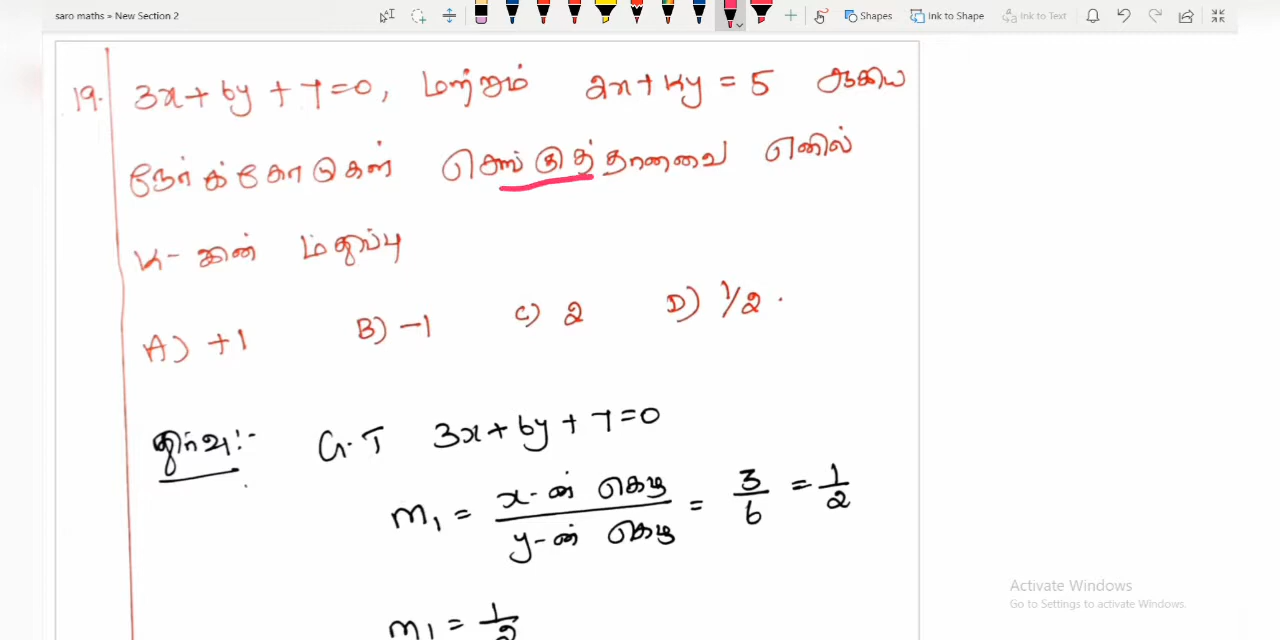 saro maths » New Section 2
Shapes
Ink to Shape
Ink to Text
19. 3x + 6y + 7 = 0, மற்றும் 2x + ky = 5 ஆகிய
நேர்க்கோடுகள் செங்குத்தானவை எனில்
K-இன் மதிப்பு
A) +1 B) -1 C) 2 D) 1/2.
தீர்வு:- G.T 3x + 6y + 7 = 0
m₁ = x-ன் கெழு / y-ன் கெழு = 3/6 = 1/2
m₁ = 1/2
Activate Windows
Go to Settings to activate Windows.